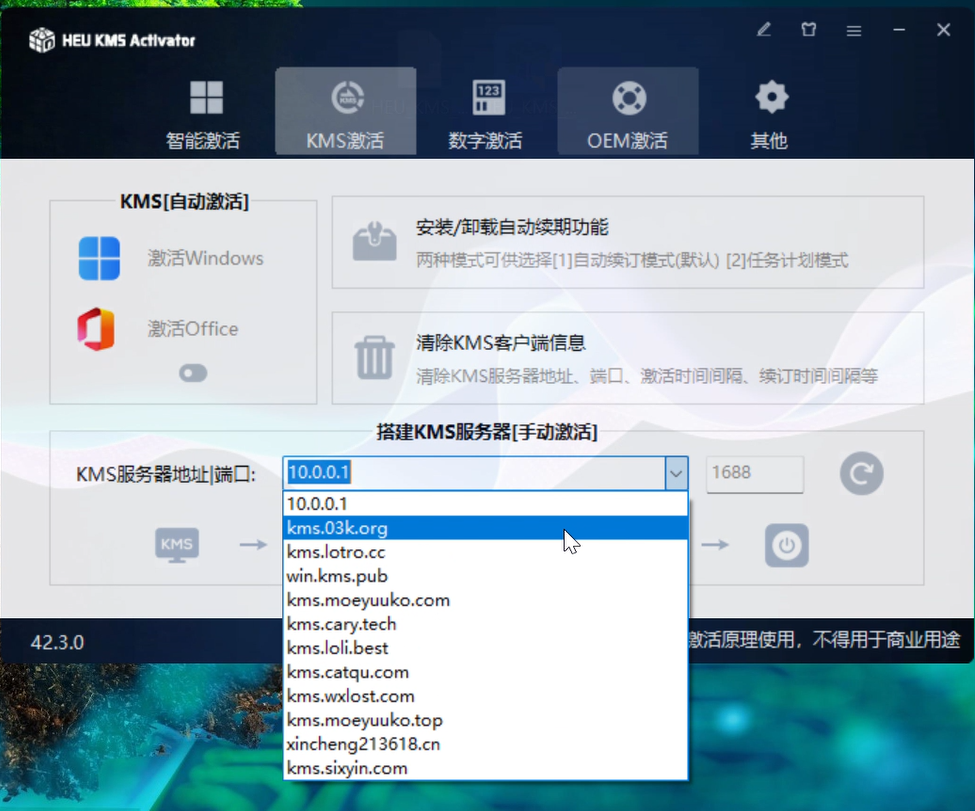 HEU KMS Activator
智能激活
KMS激活
数字激活
OEM激活
其他
KMS[自动激活]
激活Windows
激活Office
安装/卸载自动续期功能
两种模式可供选择[1]自动续订模式(默认) [2]任务计划模式
清除KMS客户端信息
清除KMS服务器地址、端口、激活时间间隔、续订时间间隔等
搭建KMS服务器[手动激活]
KMS服务器地址|端口:
10.0.0.1
1688
10.0.0.1
kms.03k.org
kms.lotro.cc
win.kms.pub
kms.moeyuuko.com
kms.cary.tech
kms.loli.best
kms.catqu.com
kms.wxlost.com
kms.moeyuuko.top
xincheng213618.cn
kms.sixyin.com
KMS
42.3.0
激活原理使用，不得用于商业用途